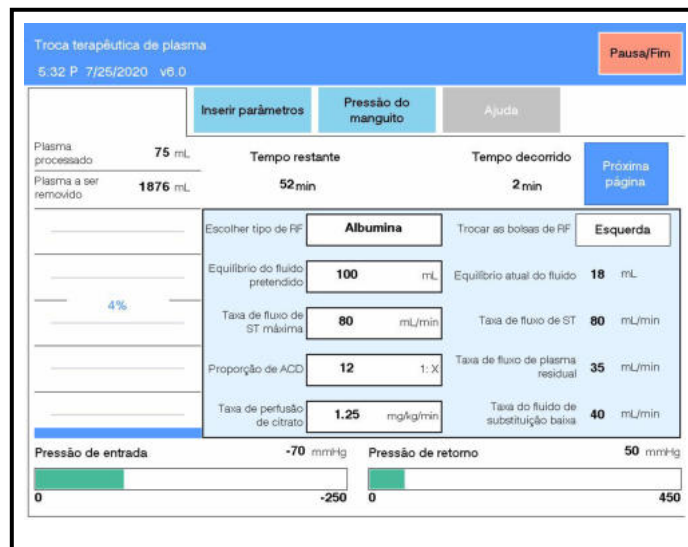 Troca terapêutica de plasma
Pausa/Fim
5:32 P 7/25/2020 v6.0
Inserir parâmetros
Pressão do
manguito
Ajuda
Plasma
processado
75 mL
Tempo restante
Tempo decorrido
Próxima
página
Plasma a ser
removido
1876 mL
52 min
2 min
Escolher tipo de RF
Albumina
Trocar as bolsas de RF
Esquerda
Equilíbrio do fluido
pretendido
100 mL
Equilíbrio atual do fluido 18 mL
4%
Taxa de fluxo de
ST máxima
80 mL/min
Taxa de fluxo de ST 80 mL/min
Proporção de ACD
12 1: X
Taxa de fluxo de plasma
residual
35 mL/min
Taxa de perfusão
de citrato
1.25 mg/kg/min
Taxa do fluido de
substituição baixa
40 mL/min
Pressão de entrada -70 mmHg
Pressão de retorno 50 mmHg
0 -250
0 450